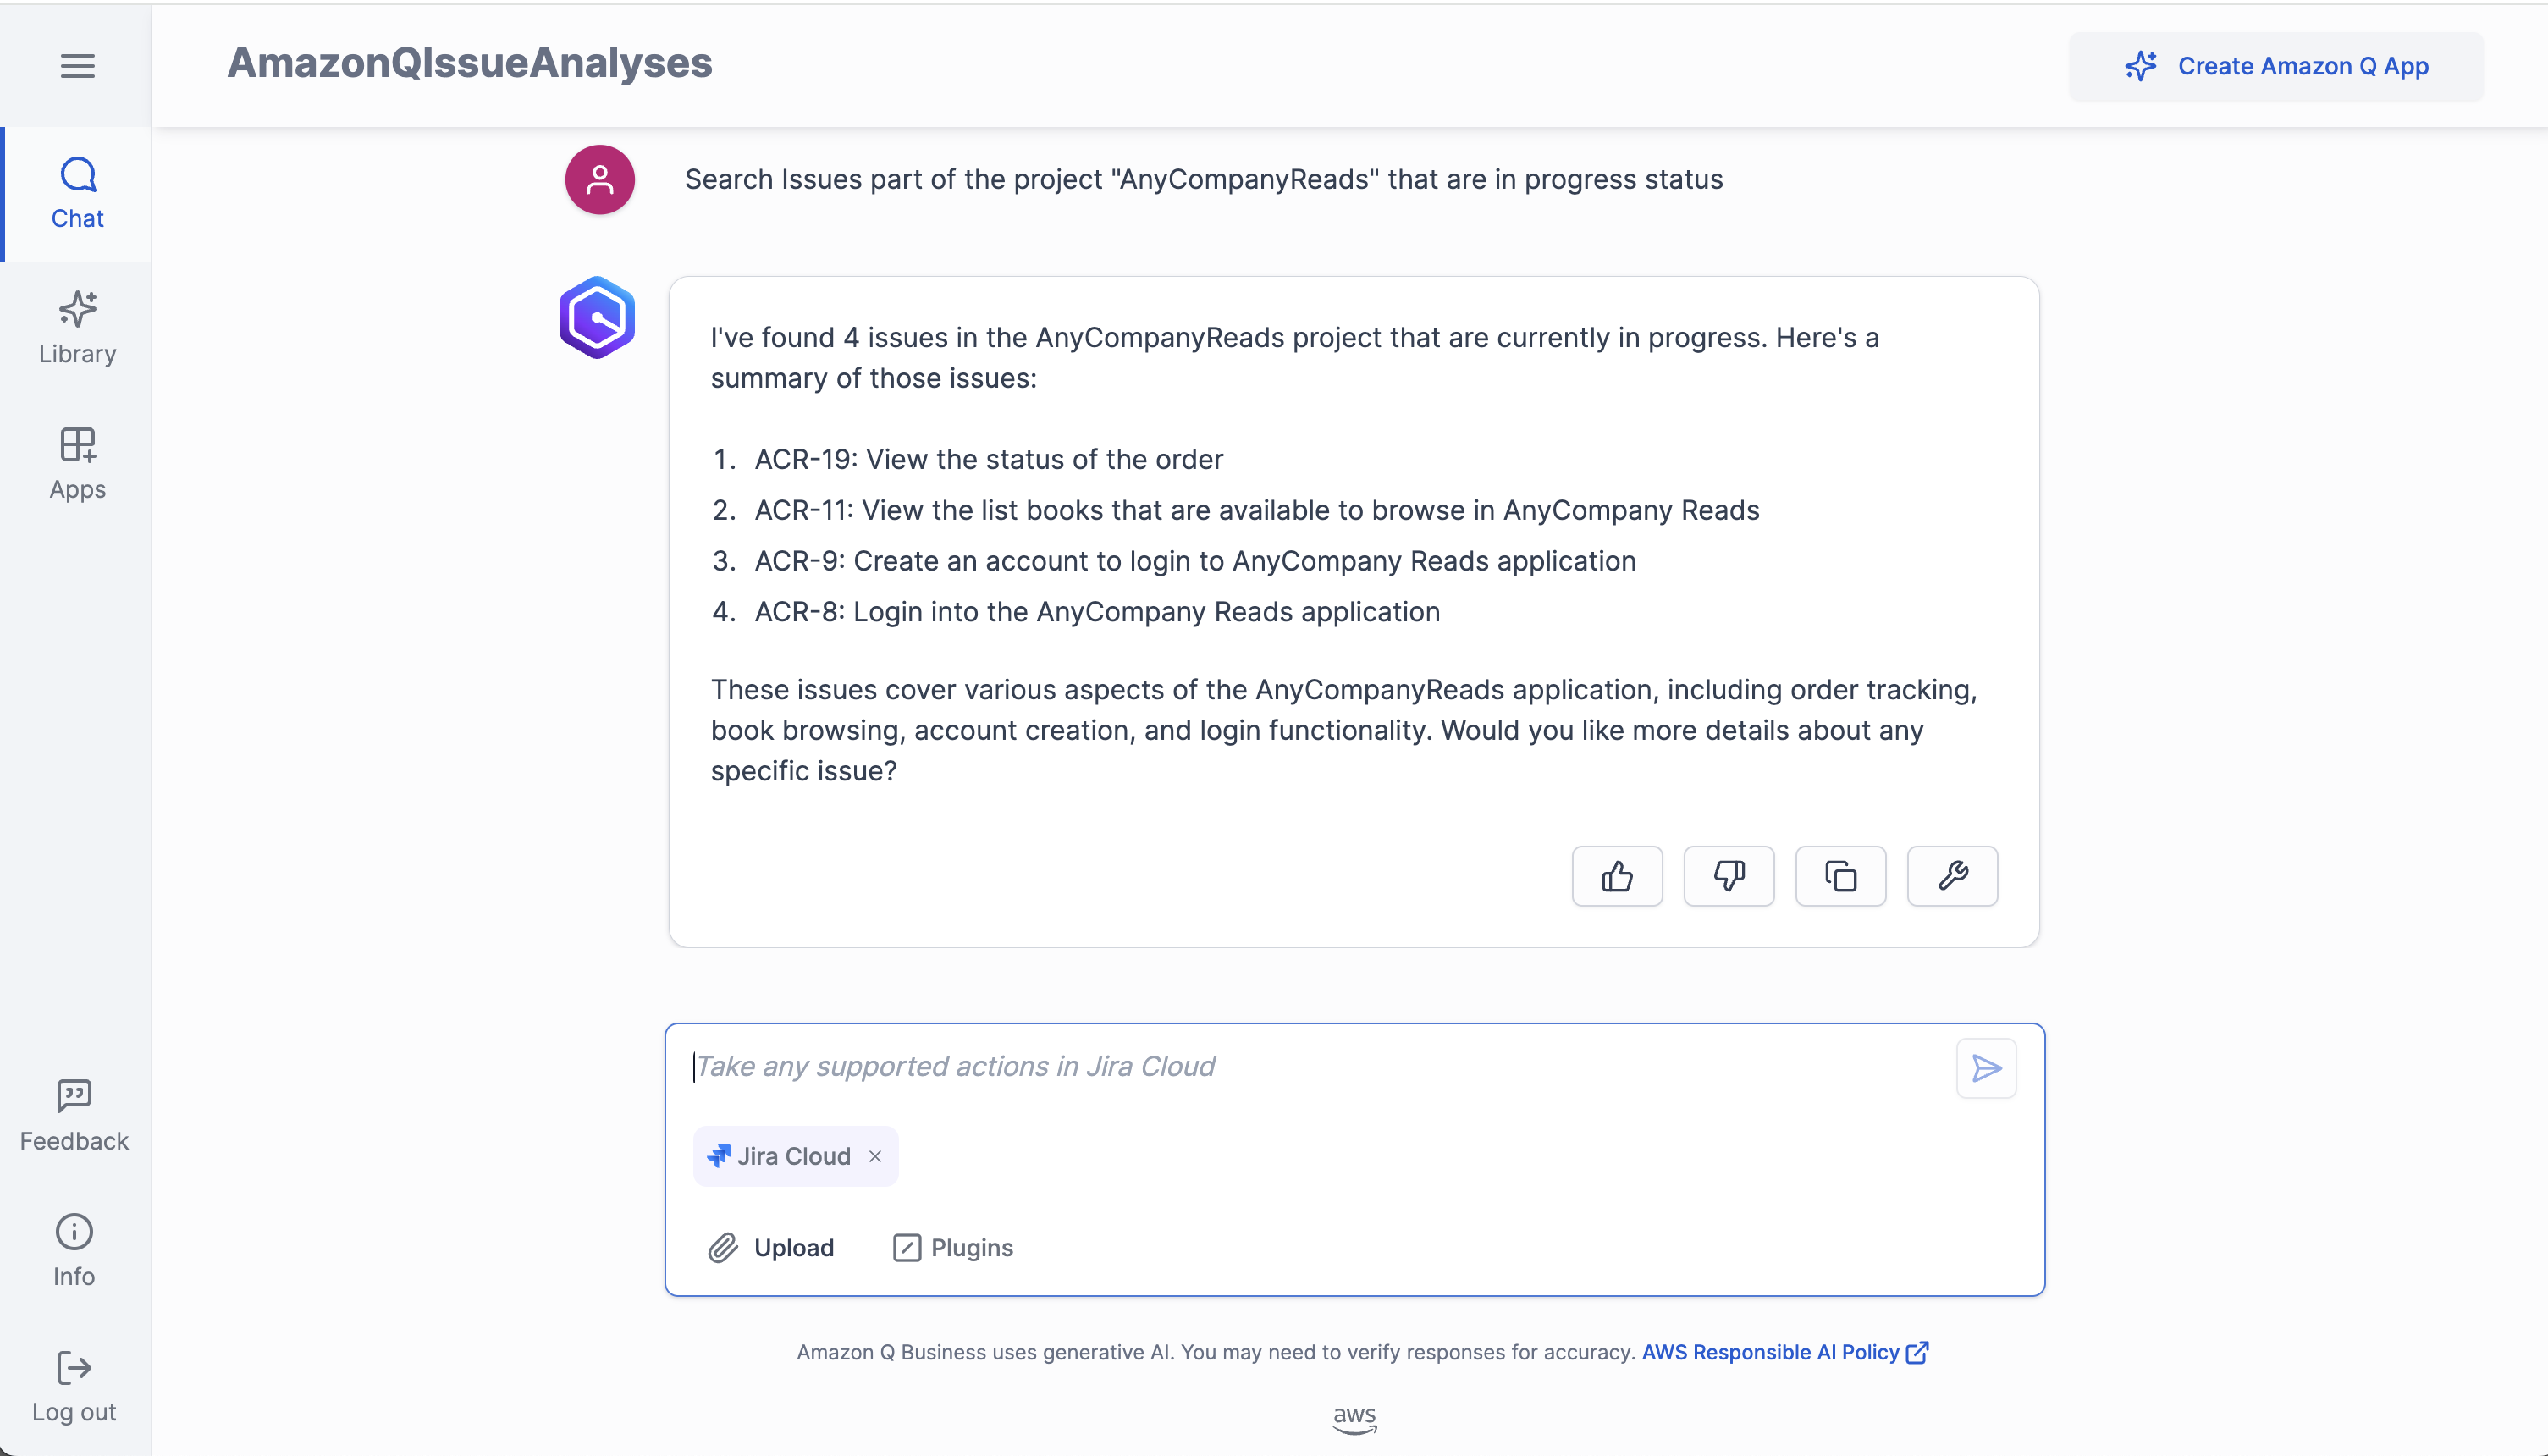 AmazonQIssueAnalyses
Create Amazon Q App
Chat
Library
Apps
Feedback
Info
Log out
Search Issues part of the project "AnyCompanyReads" that are in progress status
I've found 4 issues in the AnyCompanyReads project that are currently in progress. Here's a
summary of those issues:
1. ACR-19: View the status of the order
2. ACR-11: View the list books that are available to browse in AnyCompany Reads
3. ACR-9: Create an account to login to AnyCompany Reads application
4. ACR-8: Login into the AnyCompany Reads application
These issues cover various aspects of the AnyCompanyReads application, including order tracking,
book browsing, account creation, and login functionality. Would you like more details about any
specific issue?
Take any supported actions in Jira Cloud
Jira Cloud
Upload Plugins
Amazon Q Business uses generative AI. You may need to verify responses for accuracy. AWS Responsible AI Policy
aws